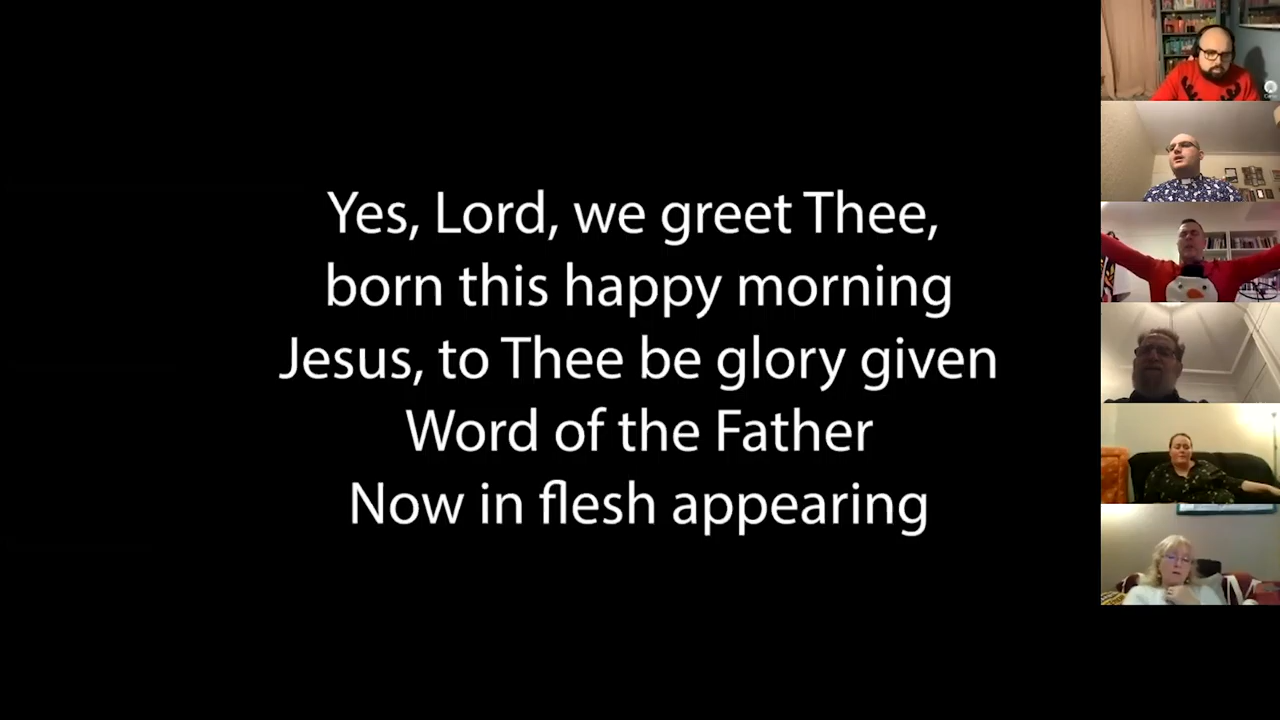 Yes, Lord, we greet Thee,
born this happy morning
Jesus, to Thee be glory given
Word of the Father
Now in flesh appearing